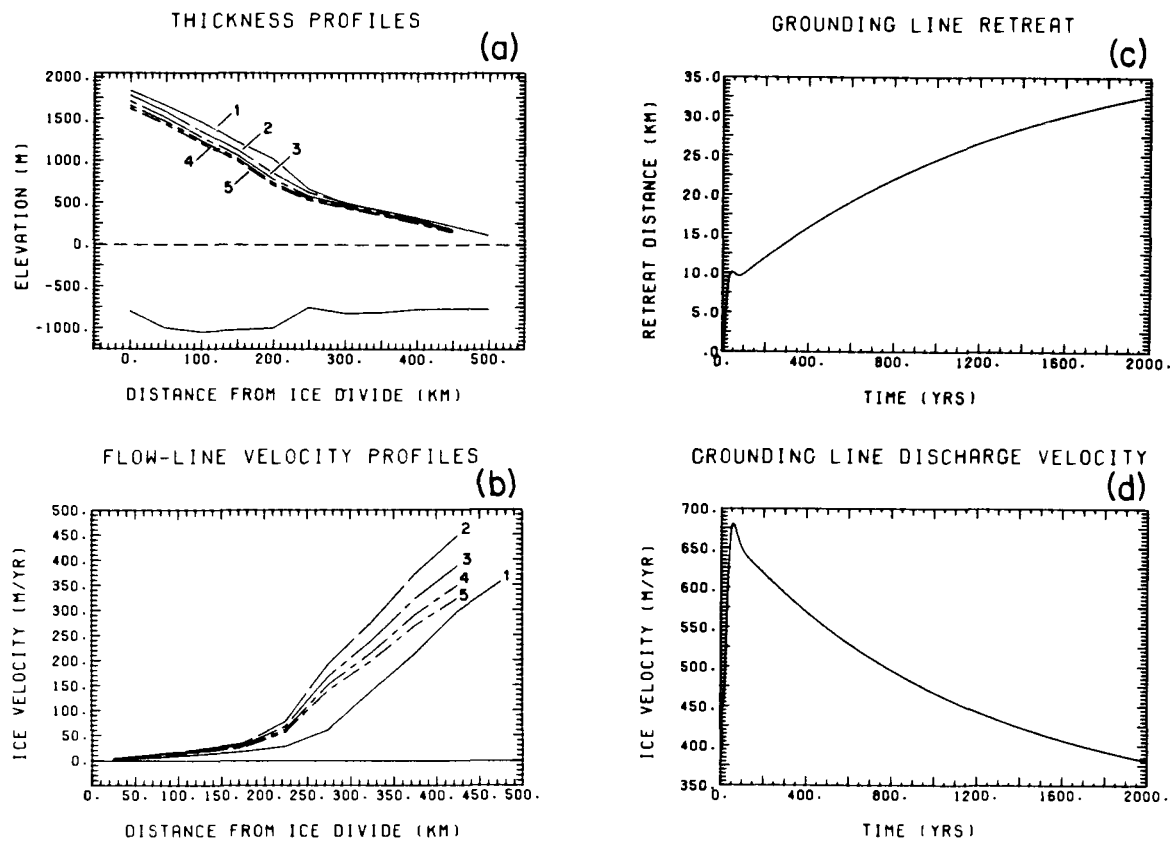 THICKNESS PROFILES
(a)
2000.
1500.
1000.
500.
0.
-500.
-1000.
ELEVATION (M)
1
2
3
4
5
0. 100. 200. 300. 400. 500.
DISTANCE FROM ICE DIVIDE (KM)
GROUNDING LINE RETREAT
(c)
35.0
30.0
25.0
20.0
15.0
10.0
5.0
.0
RETREAT DISTANCE (KM)
0. 400. 800. 1200. 1600. 2000.
TIME (YRS)
FLOW-LINE VELOCITY PROFILES
(b)
500.
450.
400.
350.
300.
250.
200.
150.
100.
50.
0.
ICE VELOCITY (M/YR)
2
3
4
1
5
0. 50. 100. 150. 200. 250. 300. 350. 400. 450. 500.
DISTANCE FROM ICE DIVIDE (KM)
GROUNDING LINE DISCHARGE VELOCITY
(d)
700.
650.
600.
550.
500.
450.
400.
350.
ICE VELOCITY (M/YR)
0. 400. 800. 1200. 1600. 2000.
TIME (YRS)